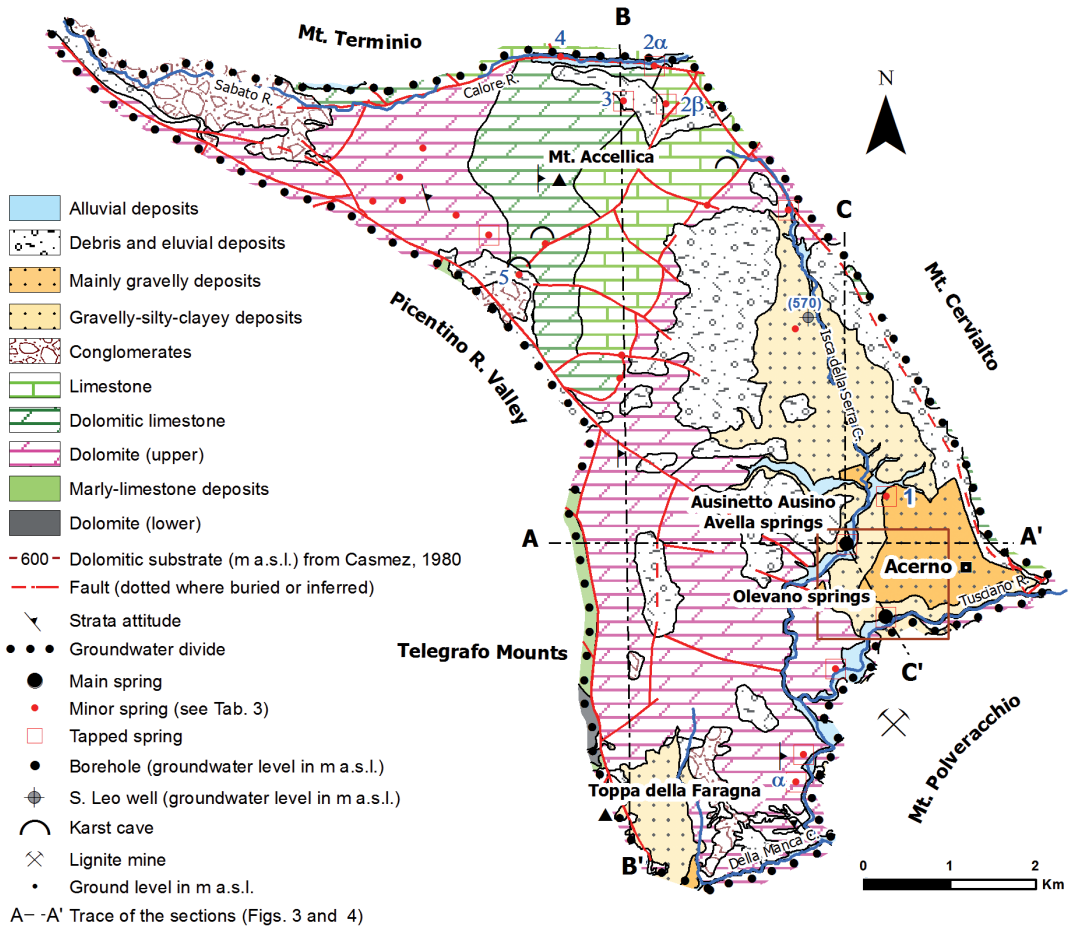 B
Mt. Terminio
4
2α
Sabato R.
Calore R.
3
2β
N
Mt. Accellica
C
5
(570)
Mt. Cervialto
Picentino R. Valley
Isca della Serra C.
Alluvial deposits
Debris and eluvial deposits
Mainly gravelly deposits
Gravelly-silty-clayey deposits
Conglomerates
Limestone
Dolomitic limestone
Dolomite (upper)
Marly-limestone deposits
Dolomite (lower)
600 Dolomitic substrate (m a.s.l.) from Casmez, 1980
Fault (dotted where buried or inferred)
Strata attitude
Groundwater divide
Main spring
Minor spring (see Tab. 3)
Tapped spring
Borehole (groundwater level in m a.s.l.)
S. Leo well (groundwater level in m a.s.l.)
Karst cave
Lignite mine
Ground level in m a.s.l.
A- -A' Trace of the sections (Figs. 3 and 4)
Ausinetto Ausino
Avella springs
1
A
A'
Acerno
Olevano springs
Tusciano R.
Telegrafo Mounts
C'
Mt. Polveracchio
α
Toppa della Faragna
Della Manca C.
B'
0 1 2
Km